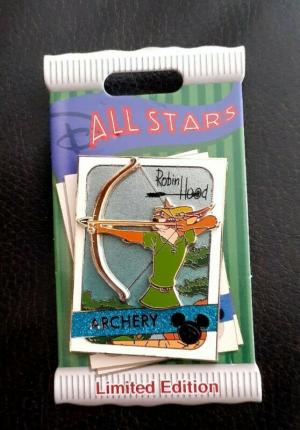 ALL STARS
Robin Hood
ARCHERY
Limited Edition